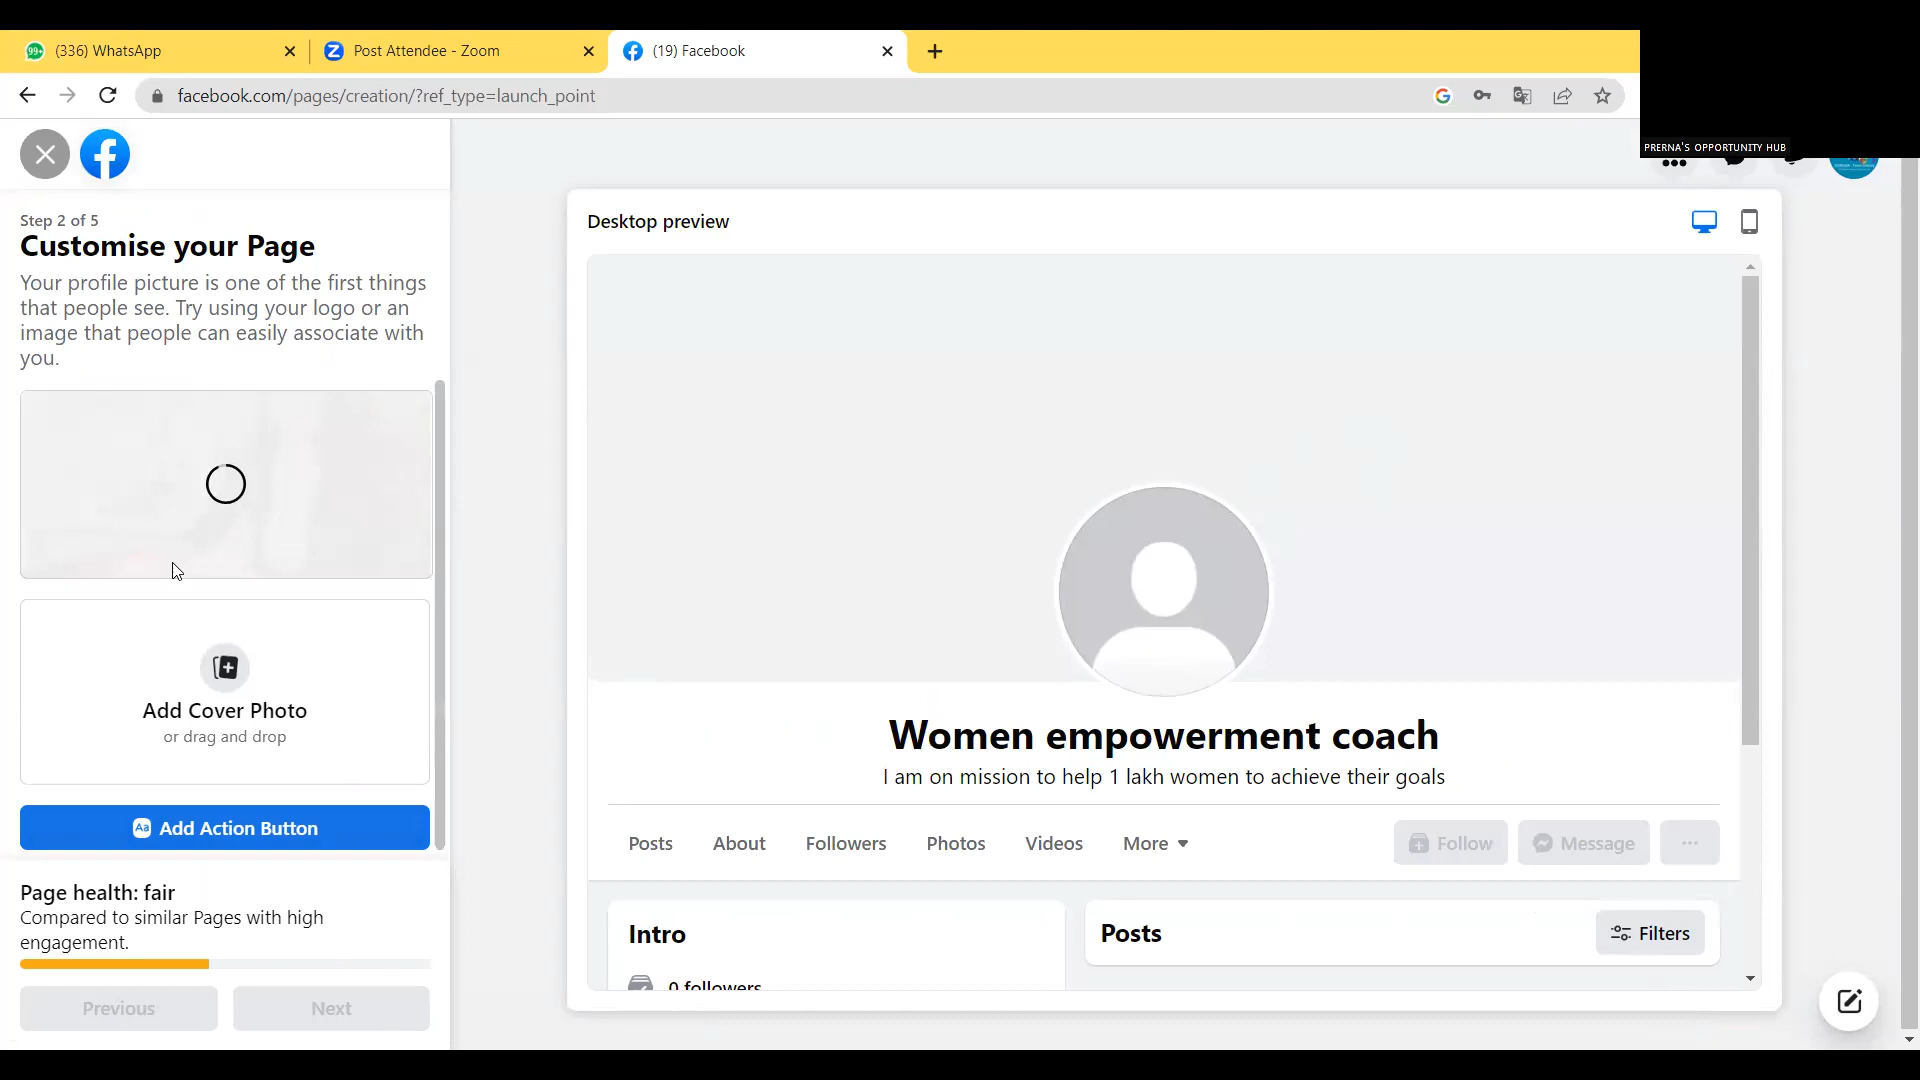 99+ (336) WhatsApp
Z Post Attendee - Zoom
(19) Facebook
facebook.com/pages/creation/?ref_type=launch_point
PRERNA'S OPPORTUNITY HUB
Step 2 of 5
Customise your Page
Your profile picture is one of the first things
that people see. Try using your logo or an
image that people can easily associate with
you.
Add Cover Photo
or drag and drop
Aa Add Action Button
Page health: fair
Compared to similar Pages with high
engagement.
Previous
Next
Desktop preview
Women empowerment coach
I am on mission to help 1 lakh women to achieve their goals
Posts
About
Followers
Photos
Videos
More
Follow
Message
Intro
0 followers
Posts
Filters